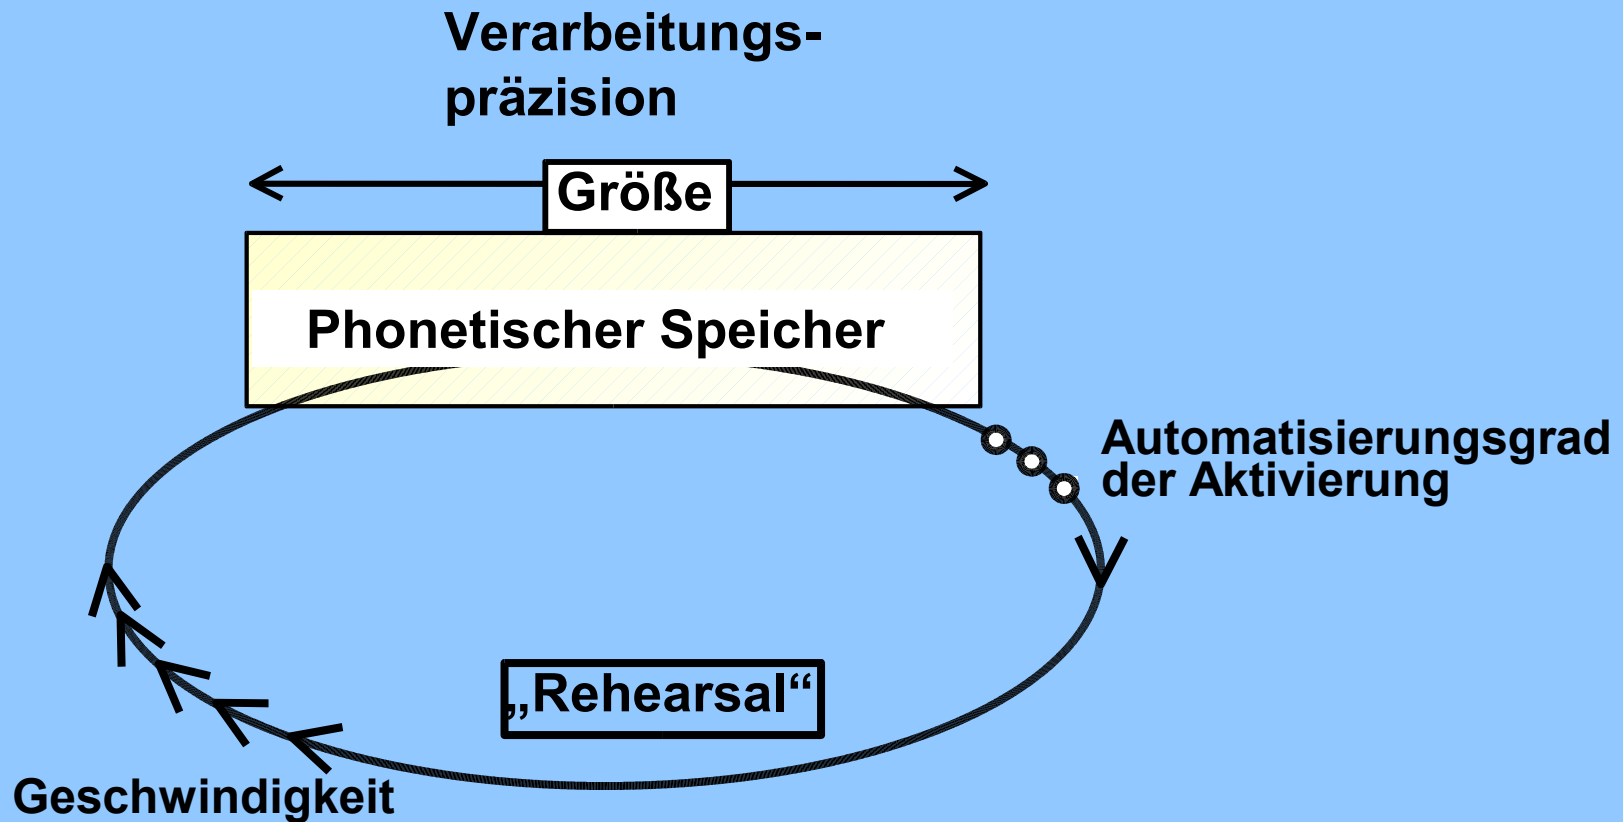 Verarbeitungs-
präzision
Größe
Phonetischer Speicher
Automatisierungsgrad
der Aktivierung
„Rehearsal“
Geschwindigkeit